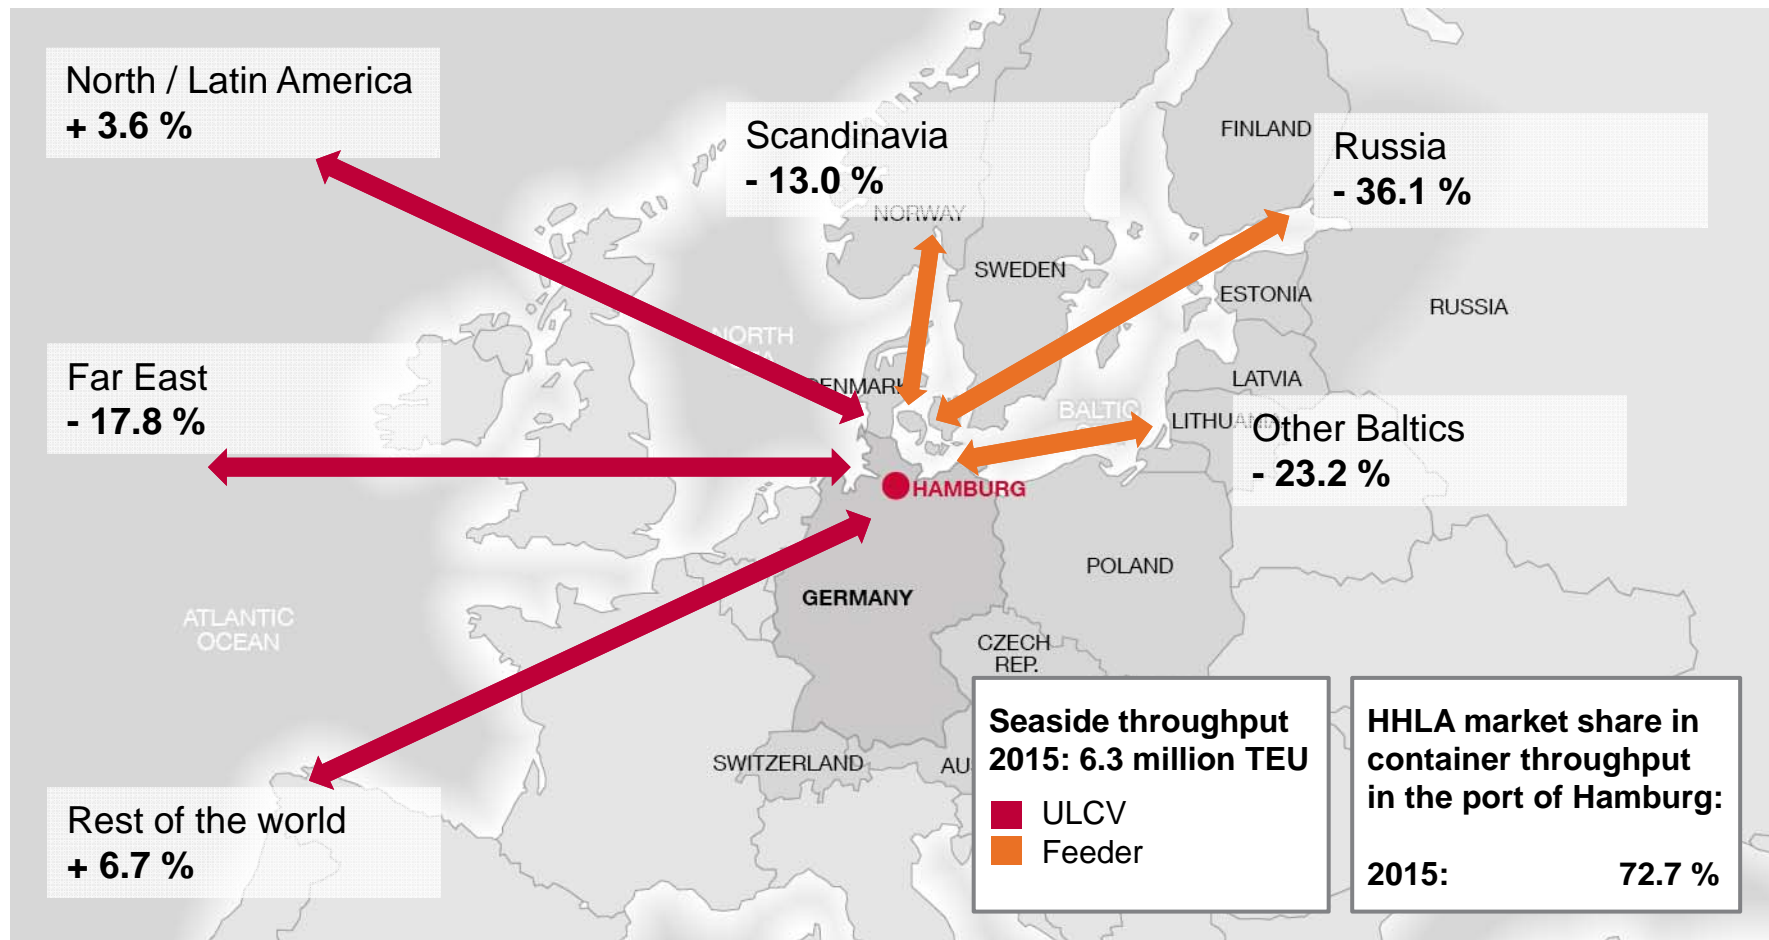 North / Latin America
+ 3.6 %
Scandinavia
- 13.0 %
Russia
- 36.1 %
Far East
- 17.8 %
Other Baltics
- 23.2 %
Rest of the world
+ 6.7 %
FINLAND
NORWAY
SWEDEN
ESTONIA
RUSSIA
NORTH
LATVIA
BALTIC
HAMBURG
POLAND
GERMANY
ATLANTIC
OCEAN
CZECH
REP.
SWITZERLAND
Seaside throughput
2015: 6.3 million TEU
ULCV
Feeder
HHLA market share in
container throughput
in the port of Hamburg:
2015: 72.7 %